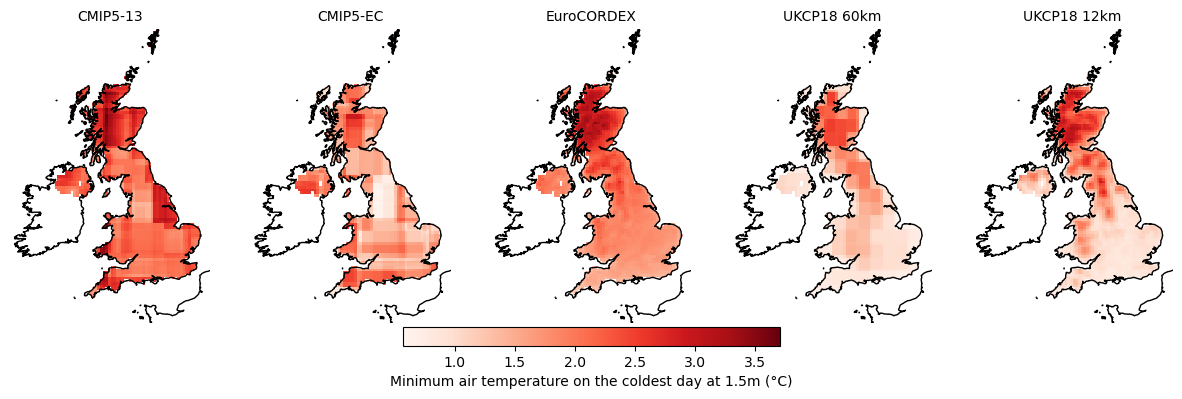 CMIP5-13
CMIP5-EC
EuroCORDEX
UKCP18 60km
UKCP18 12km
1.0 1.5 2.0 2.5 3.0 3.5
Minimum air temperature on the coldest day at 1.5m (°C)